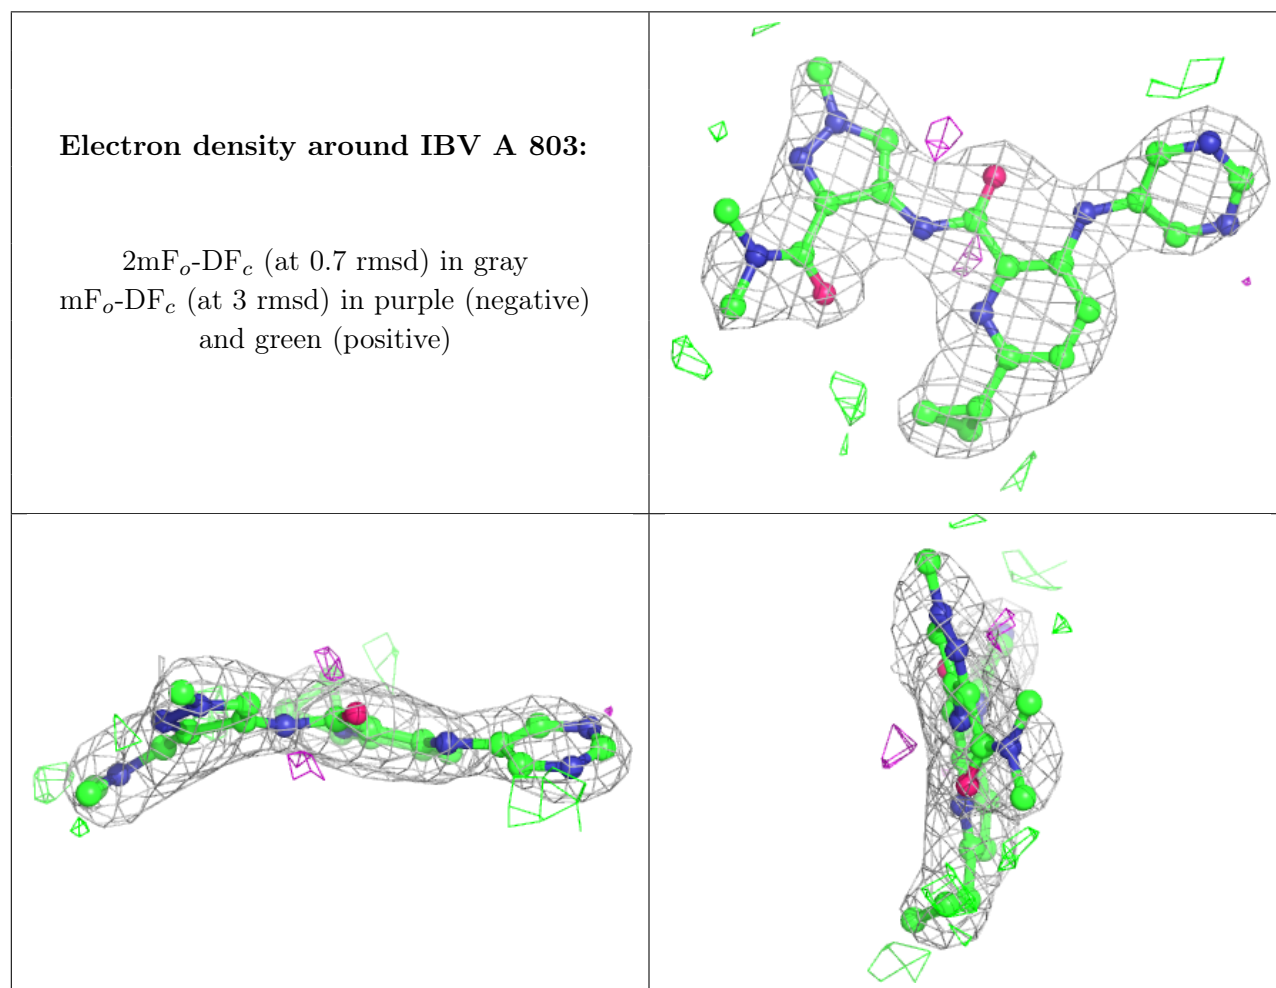 Electron density around IBV A 803:
2mFo-DFc (at 0.7 rmsd) in gray
mFo-DFc (at 3 rmsd) in purple (negative)
and green (positive)